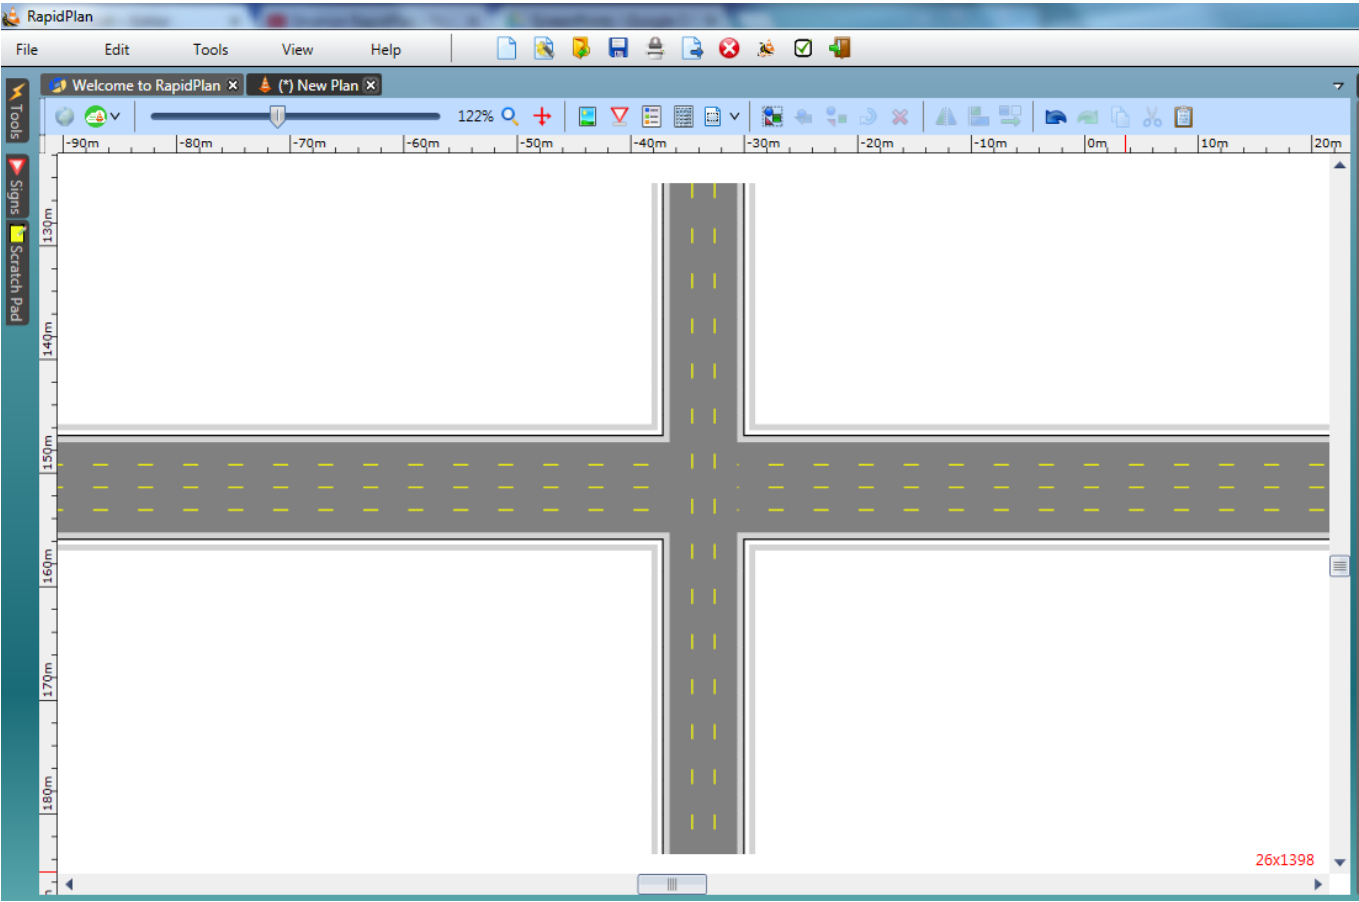 RapidPlan
File Edit Tools View Help
Welcome to RapidPlan (*) New Plan
122%
-90m -80m -70m -60m -50m -40m -30m -20m -10m 0m 10m 20m
Tools
Signs
Scratch Pad
130m
140m
150m
160m
170m
180m
26x1398